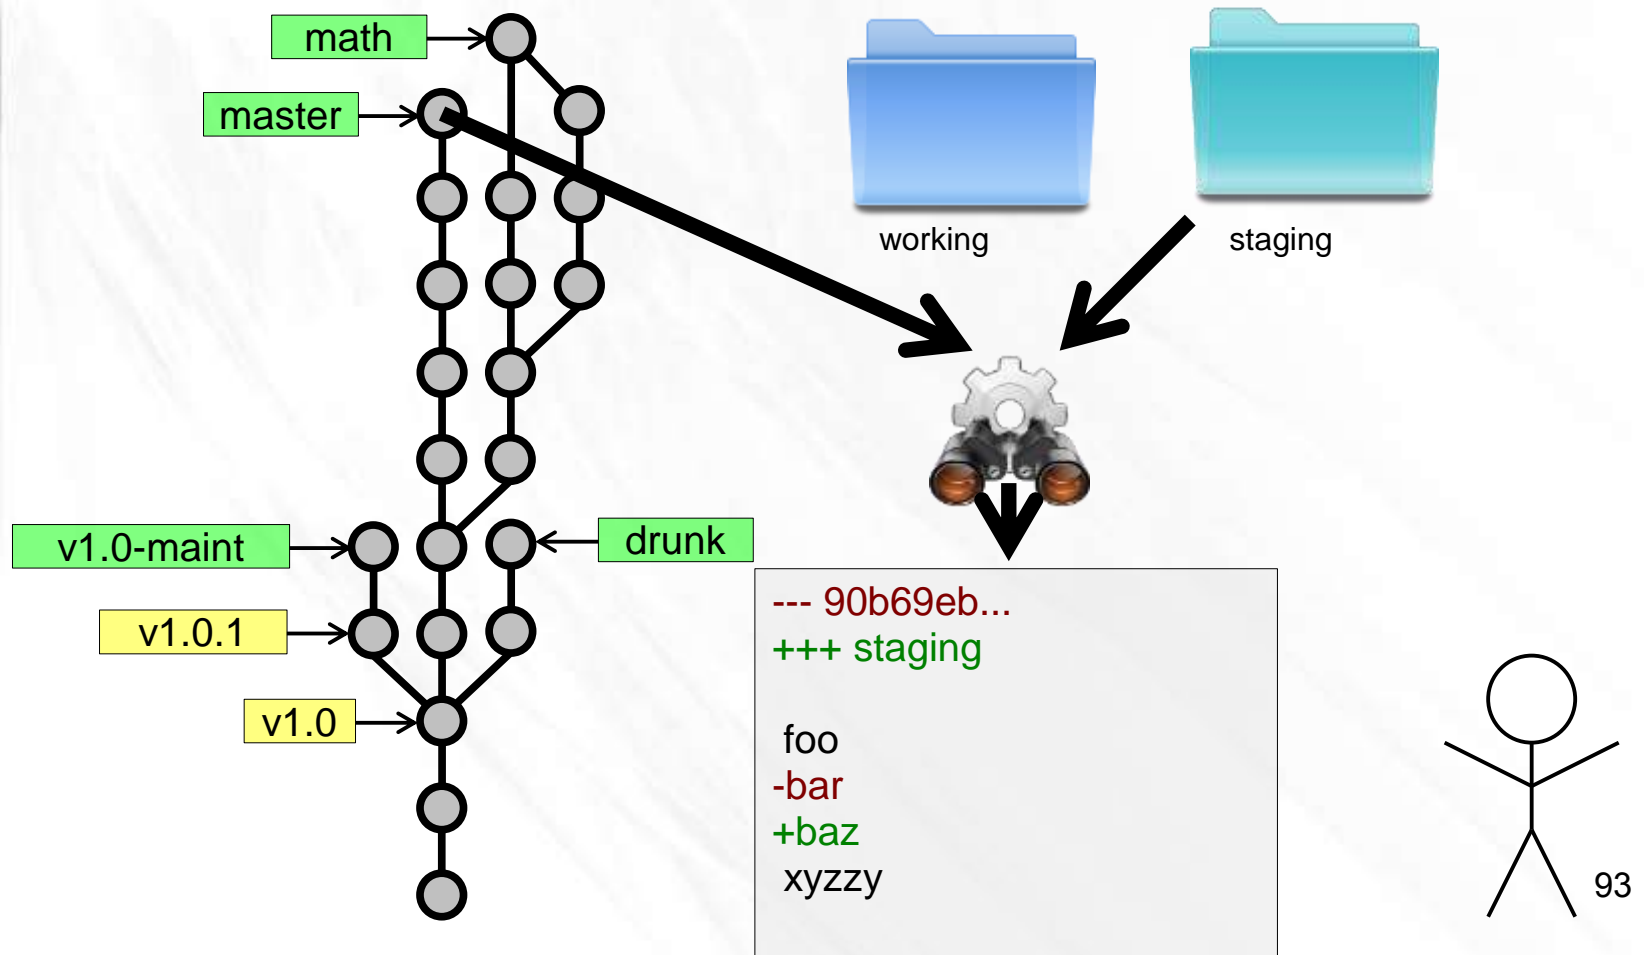 math
master
working
staging
v1.0-maint
drunk
v1.0.1
v1.0
--- 90b69eb...
+++ staging
foo
-bar
+baz
xyzzy
93